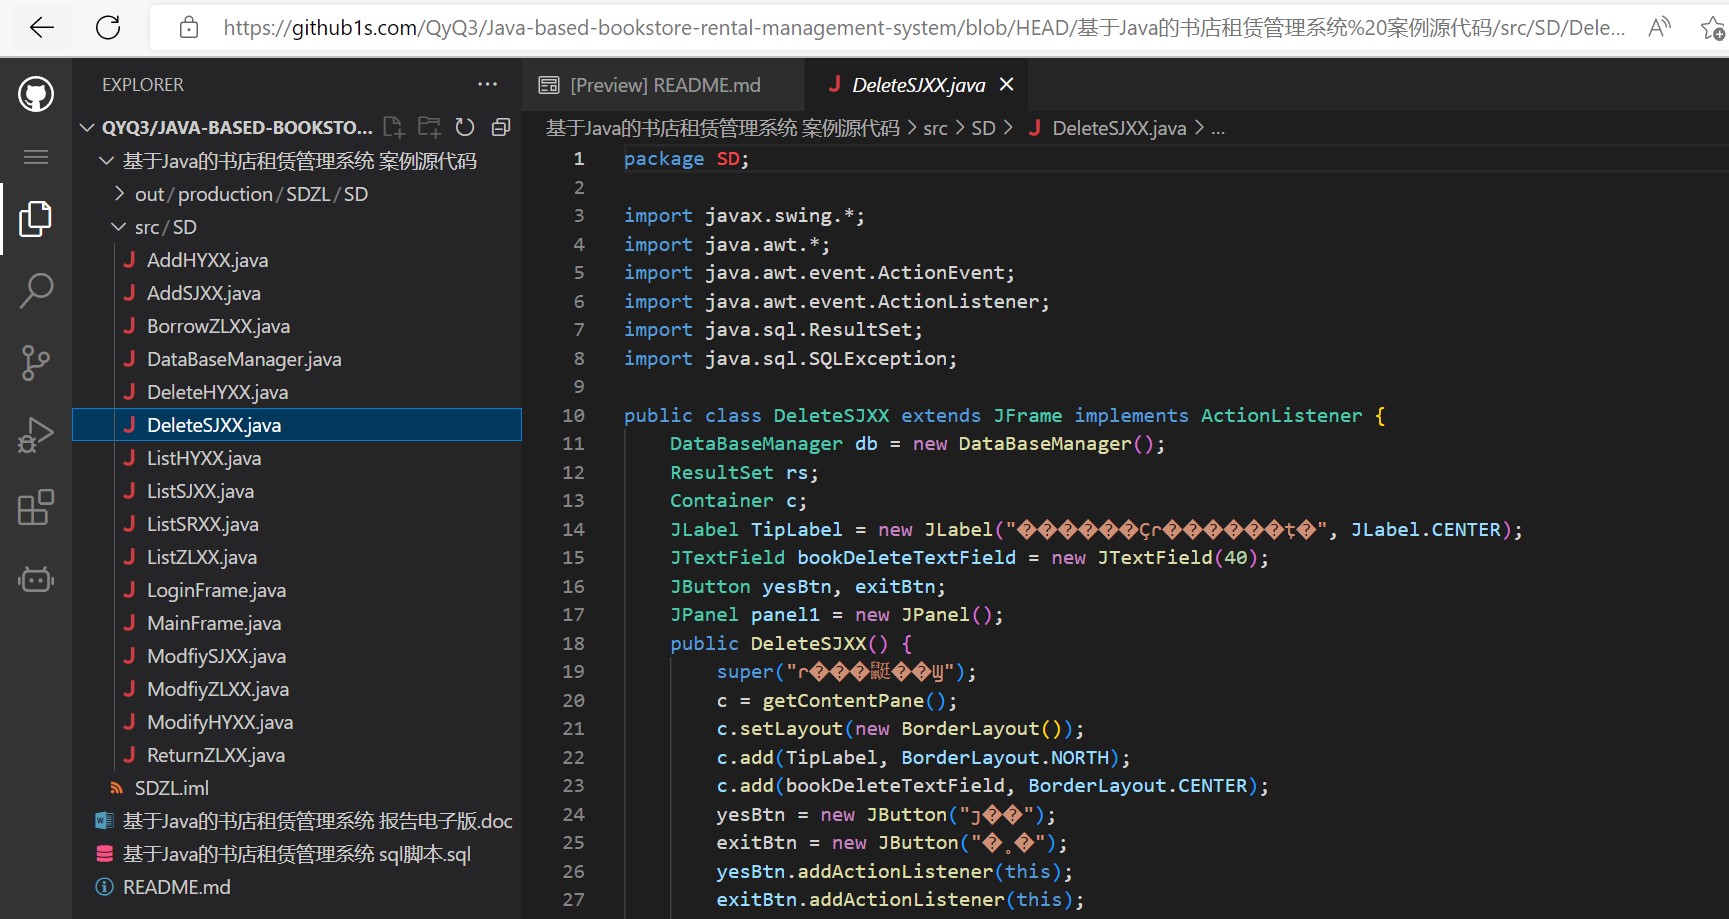 https://github1s.com/QyQ3/Java-based-bookstore-rental-management-system/blob/HEAD/基于Java的书店租赁管理系统%20案例源代码/src/SD/Dele...
EXPLORER
QYQ3/JAVA-BASED-BOOKSTO...
基于Java的书店租赁管理系统 案例源代码
out/production/SDZL/SD
src/SD
AddHYXX.java
AddSJXX.java
BorrowZLXX.java
DataBaseManager.java
DeleteHYXX.java
DeleteSJXX.java
ListHYXX.java
ListSJXX.java
ListSRXX.java
ListZLXX.java
LoginFrame.java
MainFrame.java
ModfiySJXX.java
ModfiyZLXX.java
ModifyHYXX.java
ReturnZLXX.java
SDZL.iml
基于Java的书店租赁管理系统 报告电子版.doc
基于Java的书店租赁管理系统 sql脚本.sql
README.md
[Preview] README.md
DeleteSJXX.java
基于Java的书店租赁管理系统 案例源代码 > src > SD > J DeleteSJXX.java > ...
1 package SD;
2
3 import javax.swing.*;
4 import java.awt.*;
5 import java.awt.event.ActionEvent;
6 import java.awt.event.ActionListener;
7 import java.sql.ResultSet;
8 import java.sql.SQLException;
9
10 public class DeleteSJXX extends JFrame implements ActionListener {
11 DataBaseManager db = new DataBaseManager();
12 ResultSet rs;
13 Container c;
14 JLabel TipLabel = new JLabel("������Çɾ������ţ�", JLabel.CENTER);
15 JTextField bookDeleteTextField = new JTextField(40);
16 JButton yesBtn, exitBtn;
17 JPanel panel1 = new JPanel();
18 public DeleteSJXX() {
19 super("ɾ���鼮��Ϣ");
20 c = getContentPane();
21 c.setLayout(new BorderLayout());
22 c.add(TipLabel, BorderLayout.NORTH);
23 c.add(bookDeleteTextField, BorderLayout.CENTER);
24 yesBtn = new JButton("ȷ��");
25 exitBtn = new JButton("�˳�");
26 yesBtn.addActionListener(this);
27 exitBtn.addActionListener(this);